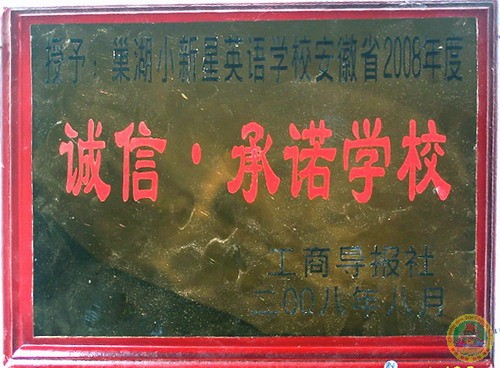 授予：巢湖小新星英语学校安徽省2008年度
诚信·承诺学校
工商导报社
二00八年八月